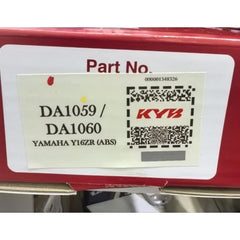 Part No.
000001348326
DA1059 /
DA1060
KYB
YAMAHA Y16ZR (ABS)